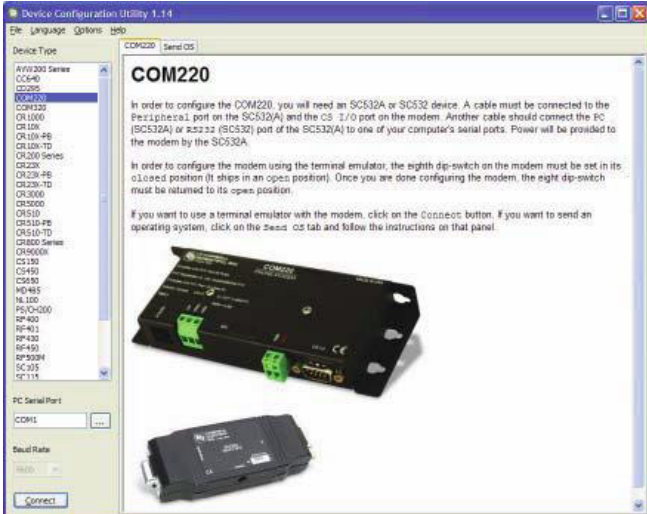 Device Configuration Utility 1.14
File Language Options Help
Device Type
AVW200 Series
CC640
CD295
COM220
COM320
CR1000
CR10X
CR10X-PB
CR10X-TD
CR200 Series
CR23X
CR23X-PB
CR23X-TD
CR3000
CR5000
CR510
CR510-PB
CR510-TD
CR800 Series
CR9000X
CS150
CS450
CS650
MD485
NL100
PS/CH200
RF400
RF401
RF430
RF450
RF500M
SC105
SC115
PC Serial Port
COM1
...
Baud Rate
9600
Connect
COM220 Send OS
COM220
In order to configure the COM220, you will need an SC532A or SC532 device. A cable must be connected to the
Peripheral port on the SC532(A) and the CS I/O port on the modem. Another cable should connect the PC
(SC532A) or RS232 (SC532) port of the SC532(A) to one of your computer's serial ports. Power will be provided to
the modem by the SC532A.
In order to configure the modem using the terminal emulator, the eighth dip-switch on the modem must be set in its
closed position (It ships in an open position). Once you are done configuring the modem, the eight dip-switch
must be returned to its open position.
If you want to use a terminal emulator with the modem, click on the Connect button. If you want to send an
operating system, click on the Send OS tab and follow the instructions on that panel.
COM220